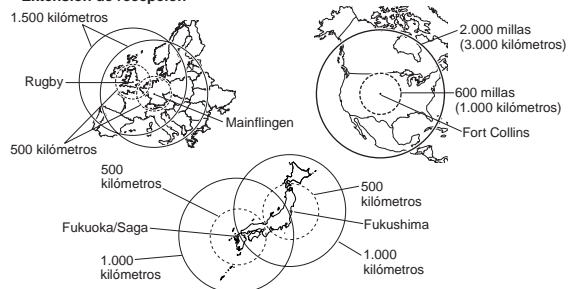 Extensión de recepción
1.500 kilómetros
Rugby
500 kilómetros
Mainflingen
2.000 millas
(3.000 kilómetros)
600 millas
(1.000 kilómetros)
Fort Collins
500
kilómetros
Fukuoka/Saga
1.000
kilómetros
500
kilómetros
Fukushima
1.000
kilómetros